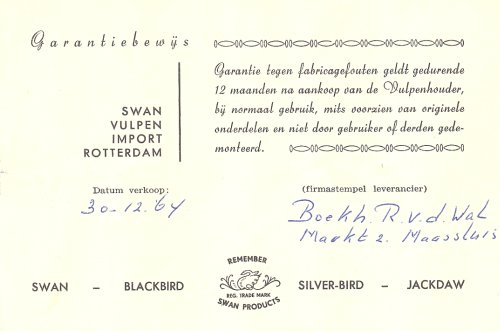 Garantiebewijs
SWAN
VULPEN
IMPORT
ROTTERDAM
Garantie tegen fabricagefouten geldt gedurende
12 maanden na aankoop van de Vulpenhouder,
bij normaal gebruik, mits voorzien van originele
onderdelen en niet door gebruiker of derden gede-
monteerd.
Datum verkoop:
30-12-'64
(firmastempel leverancier)
Boekh. R. v. d. Wal
Markt 2. Maassluis
REMEMBER
REG. TRADE MARK
SWAN PRODUCTS
SWAN – BLACKBIRD SILVER-BIRD – JACKDAW